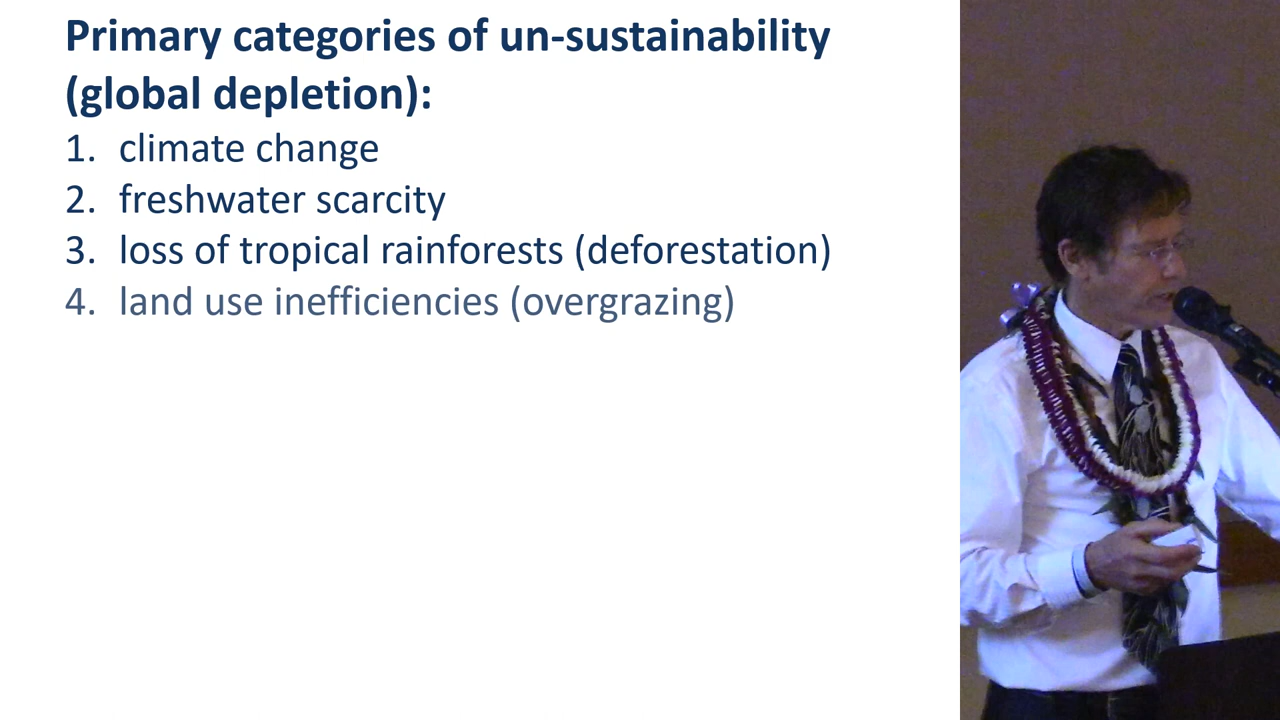 Primary categories of un-sustainability
(global depletion):
1. climate change
2. freshwater scarcity
3. loss of tropical rainforests (deforestation)
4. land use inefficiencies (overgrazing)